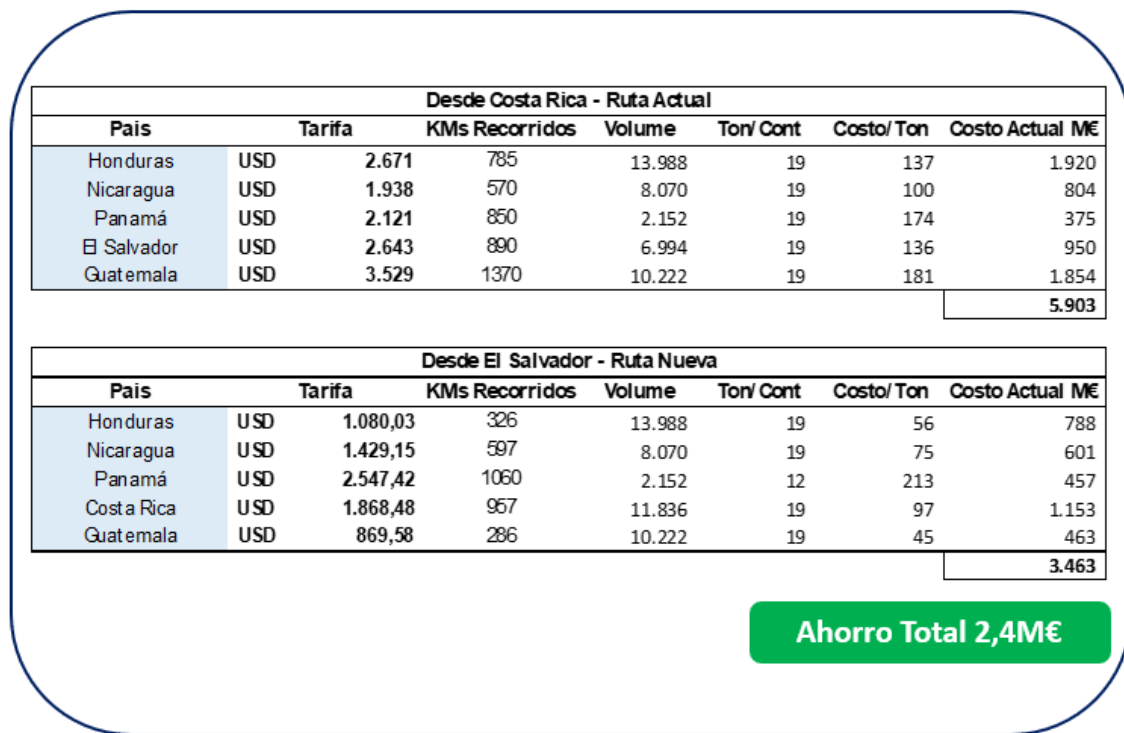 Desde Costa Rica - Ruta Actual
Pais Tarifa KMs Recorridos Volume Ton/ Cont Costo/ Ton Costo Actual M€
Honduras USD 2.671 785 13.988 19 137 1.920
Nicaragua USD 1.938 570 8.070 19 100 804
Panamá USD 2.121 850 2.152 19 174 375
El Salvador USD 2.643 890 6.994 19 136 950
Guatemala USD 3.529 1370 10.222 19 181 1.854
5.903
Desde El Salvador - Ruta Nueva
Pais Tarifa KMs Recorridos Volume Ton/ Cont Costo/ Ton Costo Actual M€
Honduras USD 1.080,03 326 13.988 19 56 788
Nicaragua USD 1.429,15 597 8.070 19 75 601
Panamá USD 2.547,42 1060 2.152 12 213 457
Costa Rica USD 1.868,48 957 11.836 19 97 1.153
Guatemala USD 869,58 286 10.222 19 45 463
3.463
Ahorro Total 2,4M€